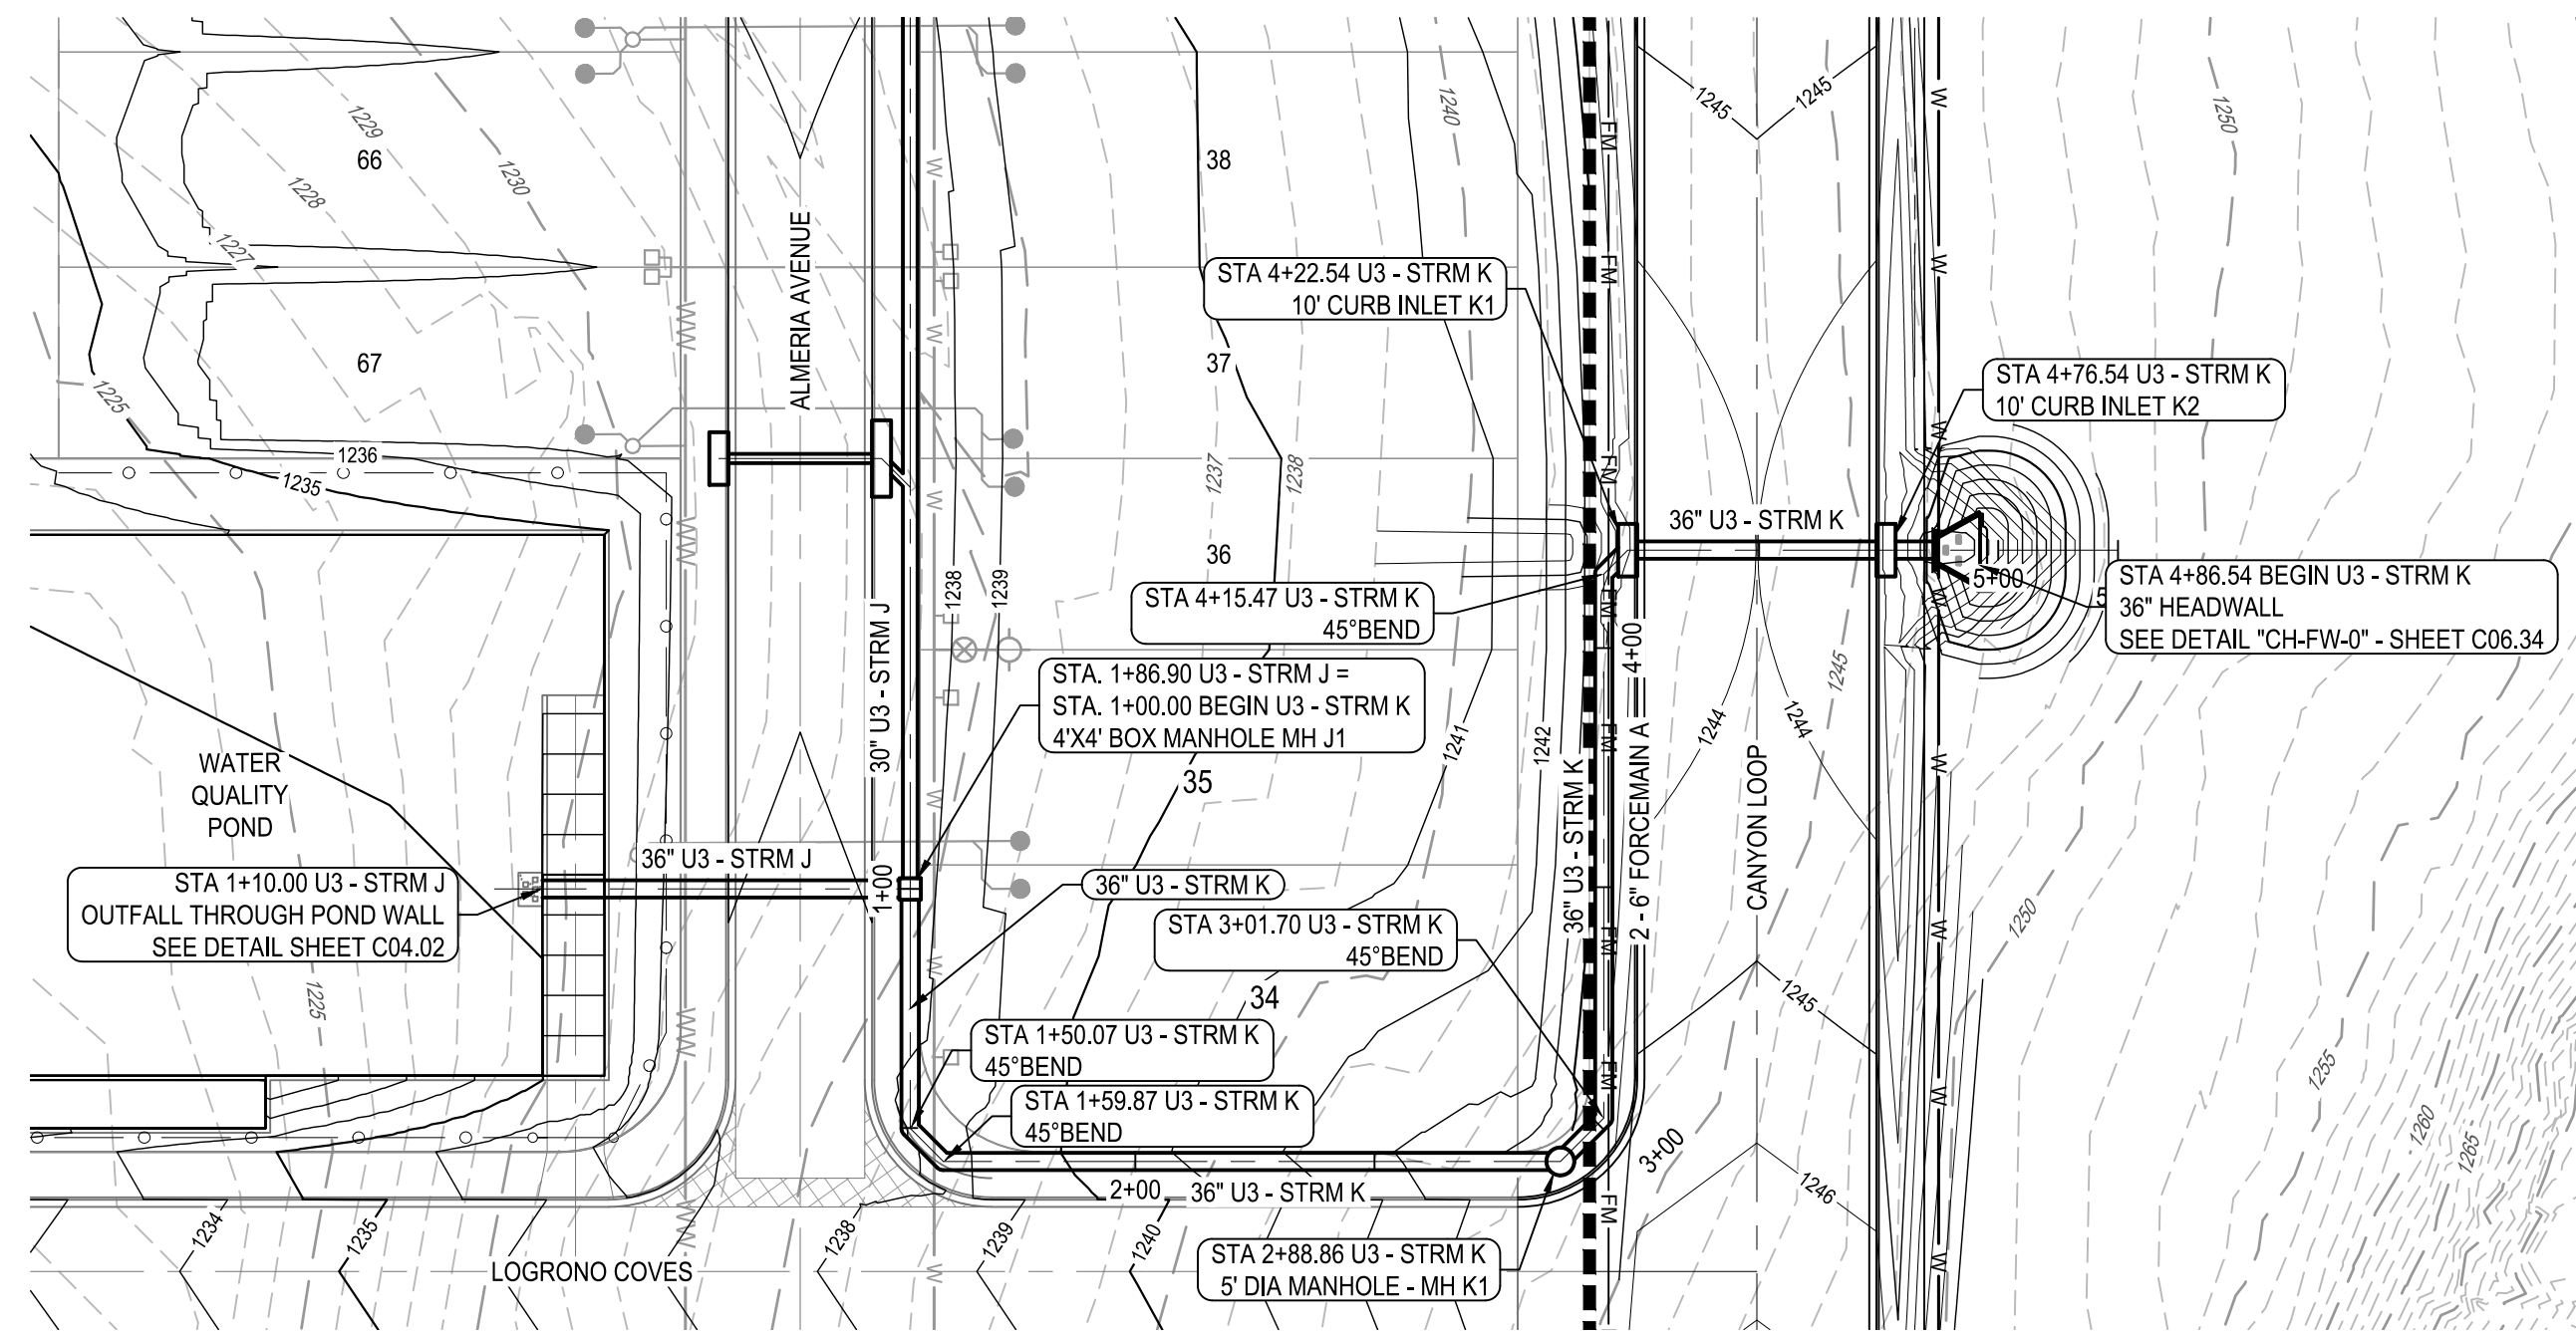 1229
66
1228
1230
1227
67
1225
1236
1235
ALMERIA AVENUE
W
W
W
38
1240
37
1237
1238
36
1238
1239
STA 4+22.54 U3 - STRM K
10' CURB INLET K1
FM
FM
FM
1245
1245
W
W
W
1250
STA 4+76.54 U3 - STRM K
10' CURB INLET K2
36" U3 - STRM K
5+00
STA 4+86.54 BEGIN U3 - STRM K
36" HEADWALL
SEE DETAIL "CH-FW-0" - SHEET C06.34
5
STA 4+15.47 U3 - STRM K
45°BEND
FM
4+00
W
STA. 1+86.90 U3 - STRM J =
STA. 1+00.00 BEGIN U3 - STRM K
4'X4' BOX MANHOLE MH J1
30" U3 - STRM J
35
1241
1242
1244
1244
1245
CANYON LOOP
36" U3 - STRM K
2 - 6" FORCEMAIN A
FM
FM
FM
FM
W
W
W
W
WATER
QUALITY
POND
36" U3 - STRM J
1+00
W
STA 1+10.00 U3 - STRM J
OUTFALL THROUGH POND WALL
SEE DETAIL SHEET C04.02
36" U3 - STRM K
STA 3+01.70 U3 - STRM K
45°BEND
34
1225
W
STA 1+50.07 U3 - STRM K
45°BEND
STA 1+59.87 U3 - STRM K
45°BEND
1250
1245
1255
1260
1265
3+00
1246
2+00
36" U3 - STRM K
1234
1235
LOGRONO COVES
1238
1239
1240
W
STA 2+88.86 U3 - STRM K
5' DIA MANHOLE - MH K1